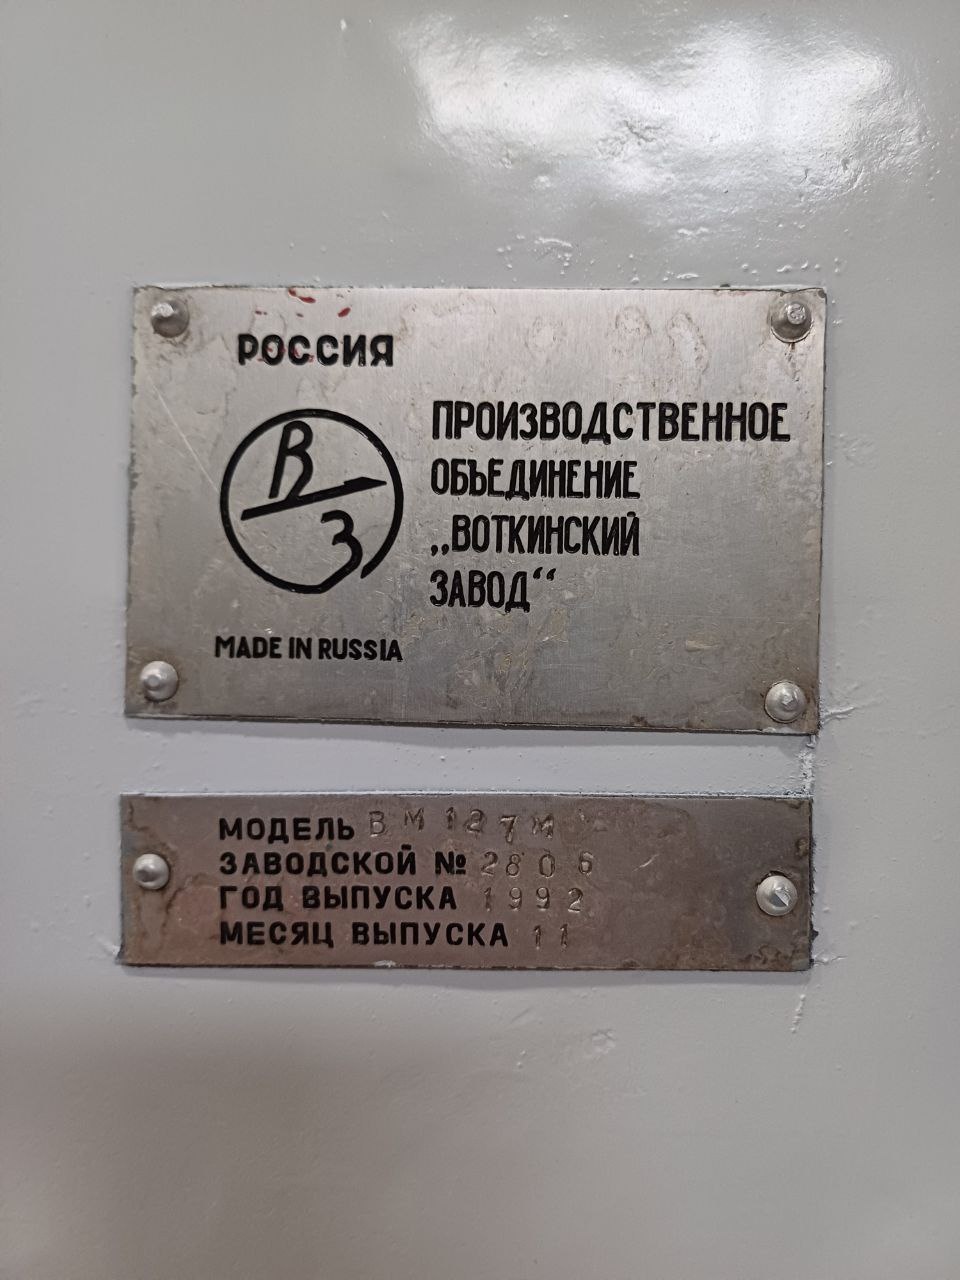 РОССИЯ
В
З
ПРОИЗВОДСТВЕННОЕ
ОБЪЕДИНЕНИЕ
„ВОТКИНСКИЙ
ЗАВОД“
MADE IN RUSSIA
МОДЕЛЬ ВМ127М
ЗАВОДСКОЙ № 2806
ГОД ВЫПУСКА 1992
МЕСЯЦ ВЫПУСКА 11